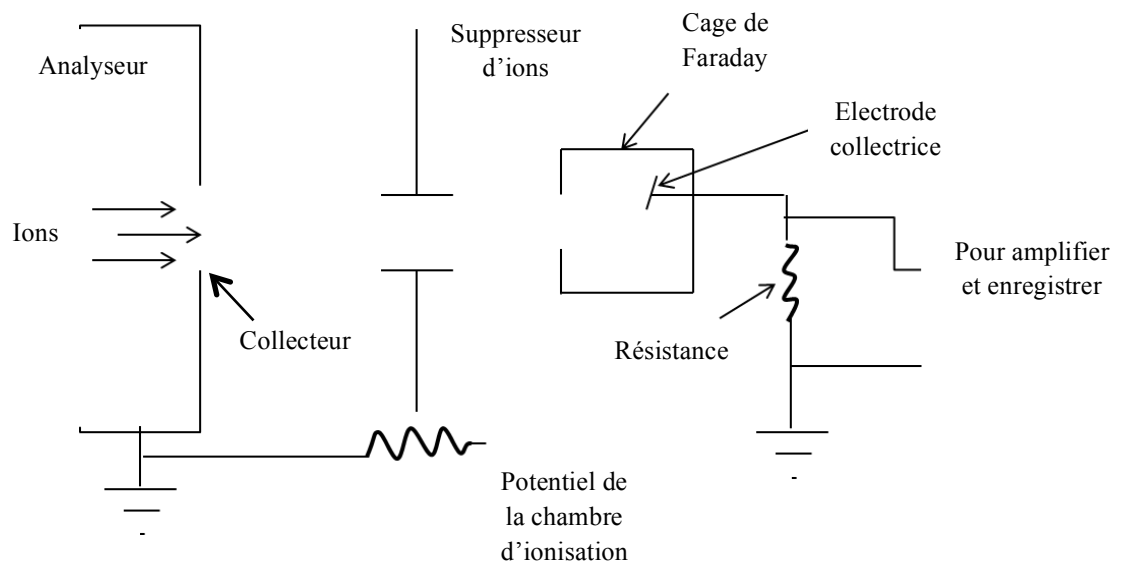 Analyseur
Suppresseur
d’ions
Cage de
Faraday
Electrode
collectrice
Ions
Collecteur
Résistance
Pour amplifier
et enregistrer
Potentiel de
la chambre
d’ionisation